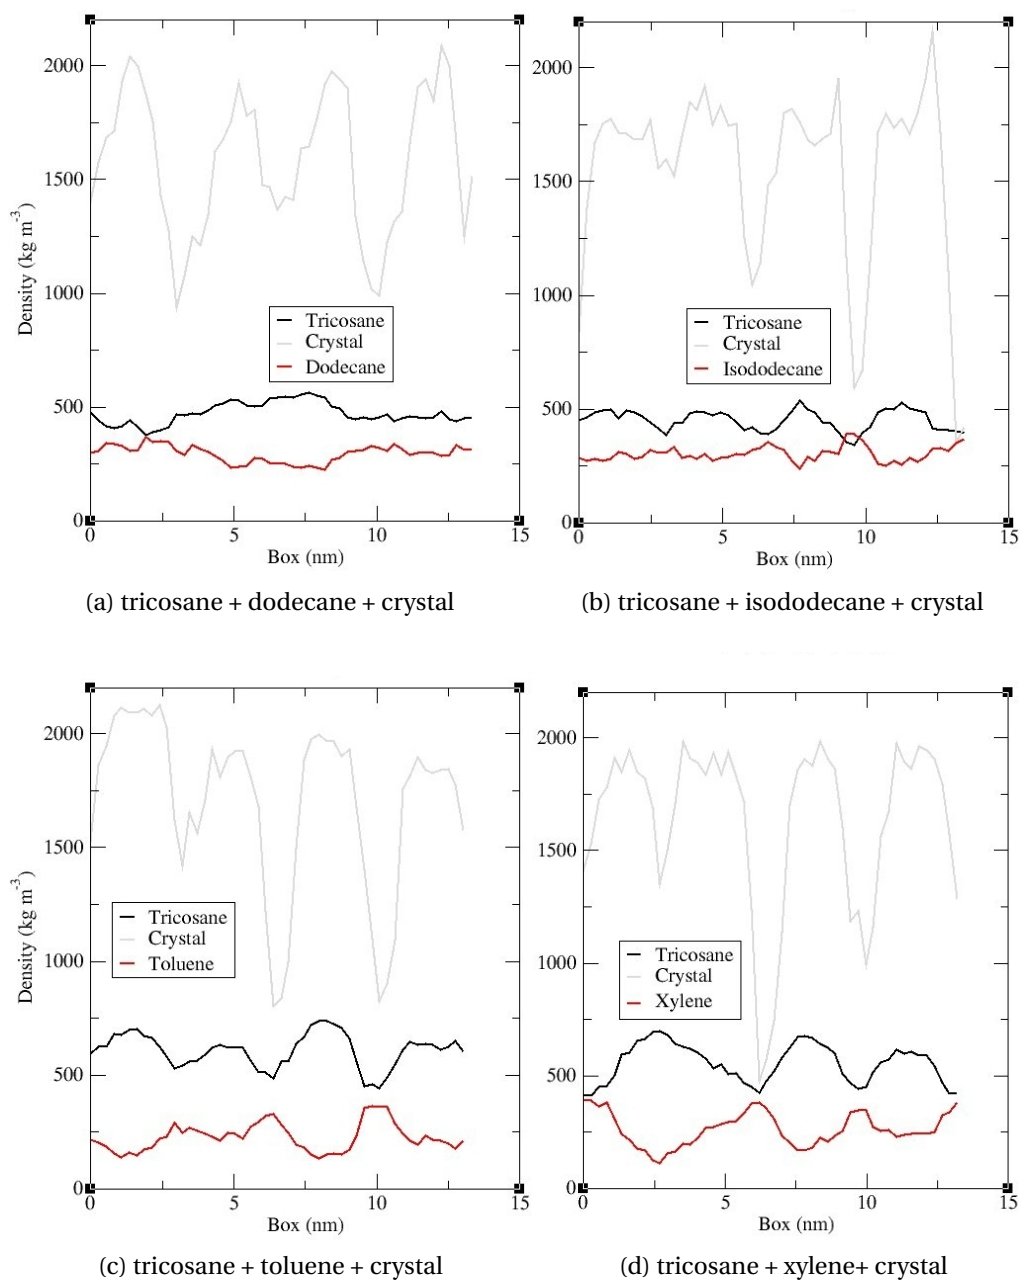 2000
1500
1000
500
0
Density (kg m-3)
Tricosane
Crystal
Dodecane
0 5 10 15
Box (nm)
(a) tricosane + dodecane + crystal
2000
1500
1000
500
0
Tricosane
Crystal
Isododecane
0 5 10 15
Box (nm)
(b) tricosane + isododecane + crystal
2000
1500
1000
500
0
Density (kg m-3)
Tricosane
Crystal
Toluene
0 5 10 15
Box (nm)
(c) tricosane + toluene + crystal
2000
1500
1000
500
0
Tricosane
Crystal
Xylene
0 5 10 15
Box (nm)
(d) tricosane + xylene+ crystal